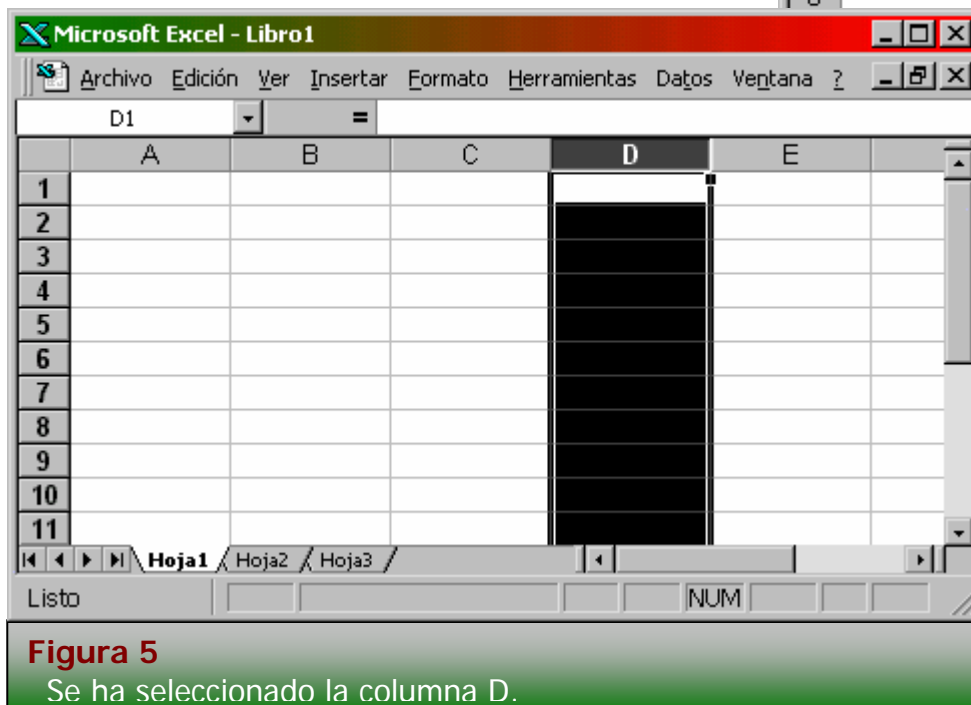 Microsoft Excel - Libro1
Archivo Edición Ver Insertar Formato Herramientas Datos Ventana ?
D1 =
A B C D E
1
2
3
4
5
6
7
8
9
10
11
Hoja1 Hoja2 Hoja3
Listo NUM
Figura 5
Se ha seleccionado la columna D.